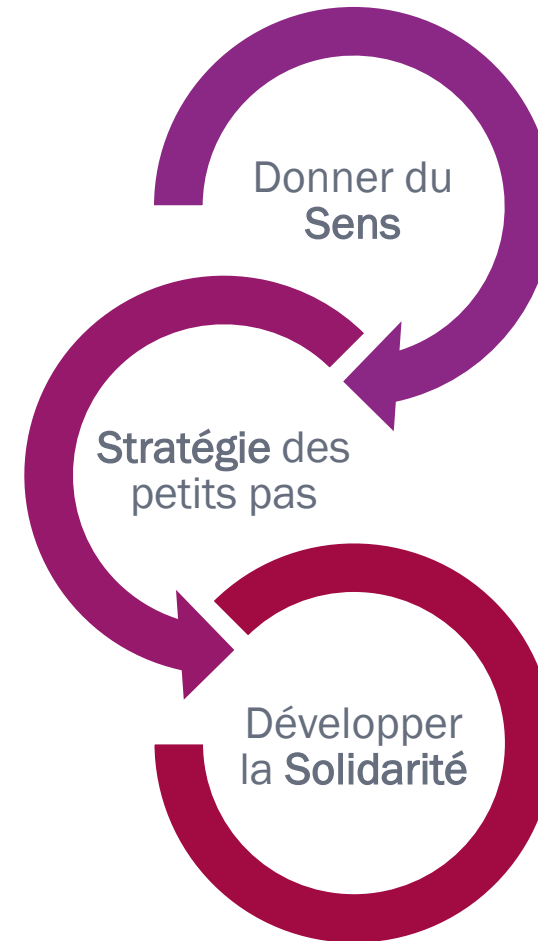 Donner du
Sens
Stratégie des
petits pas
Développer
la Solidarité